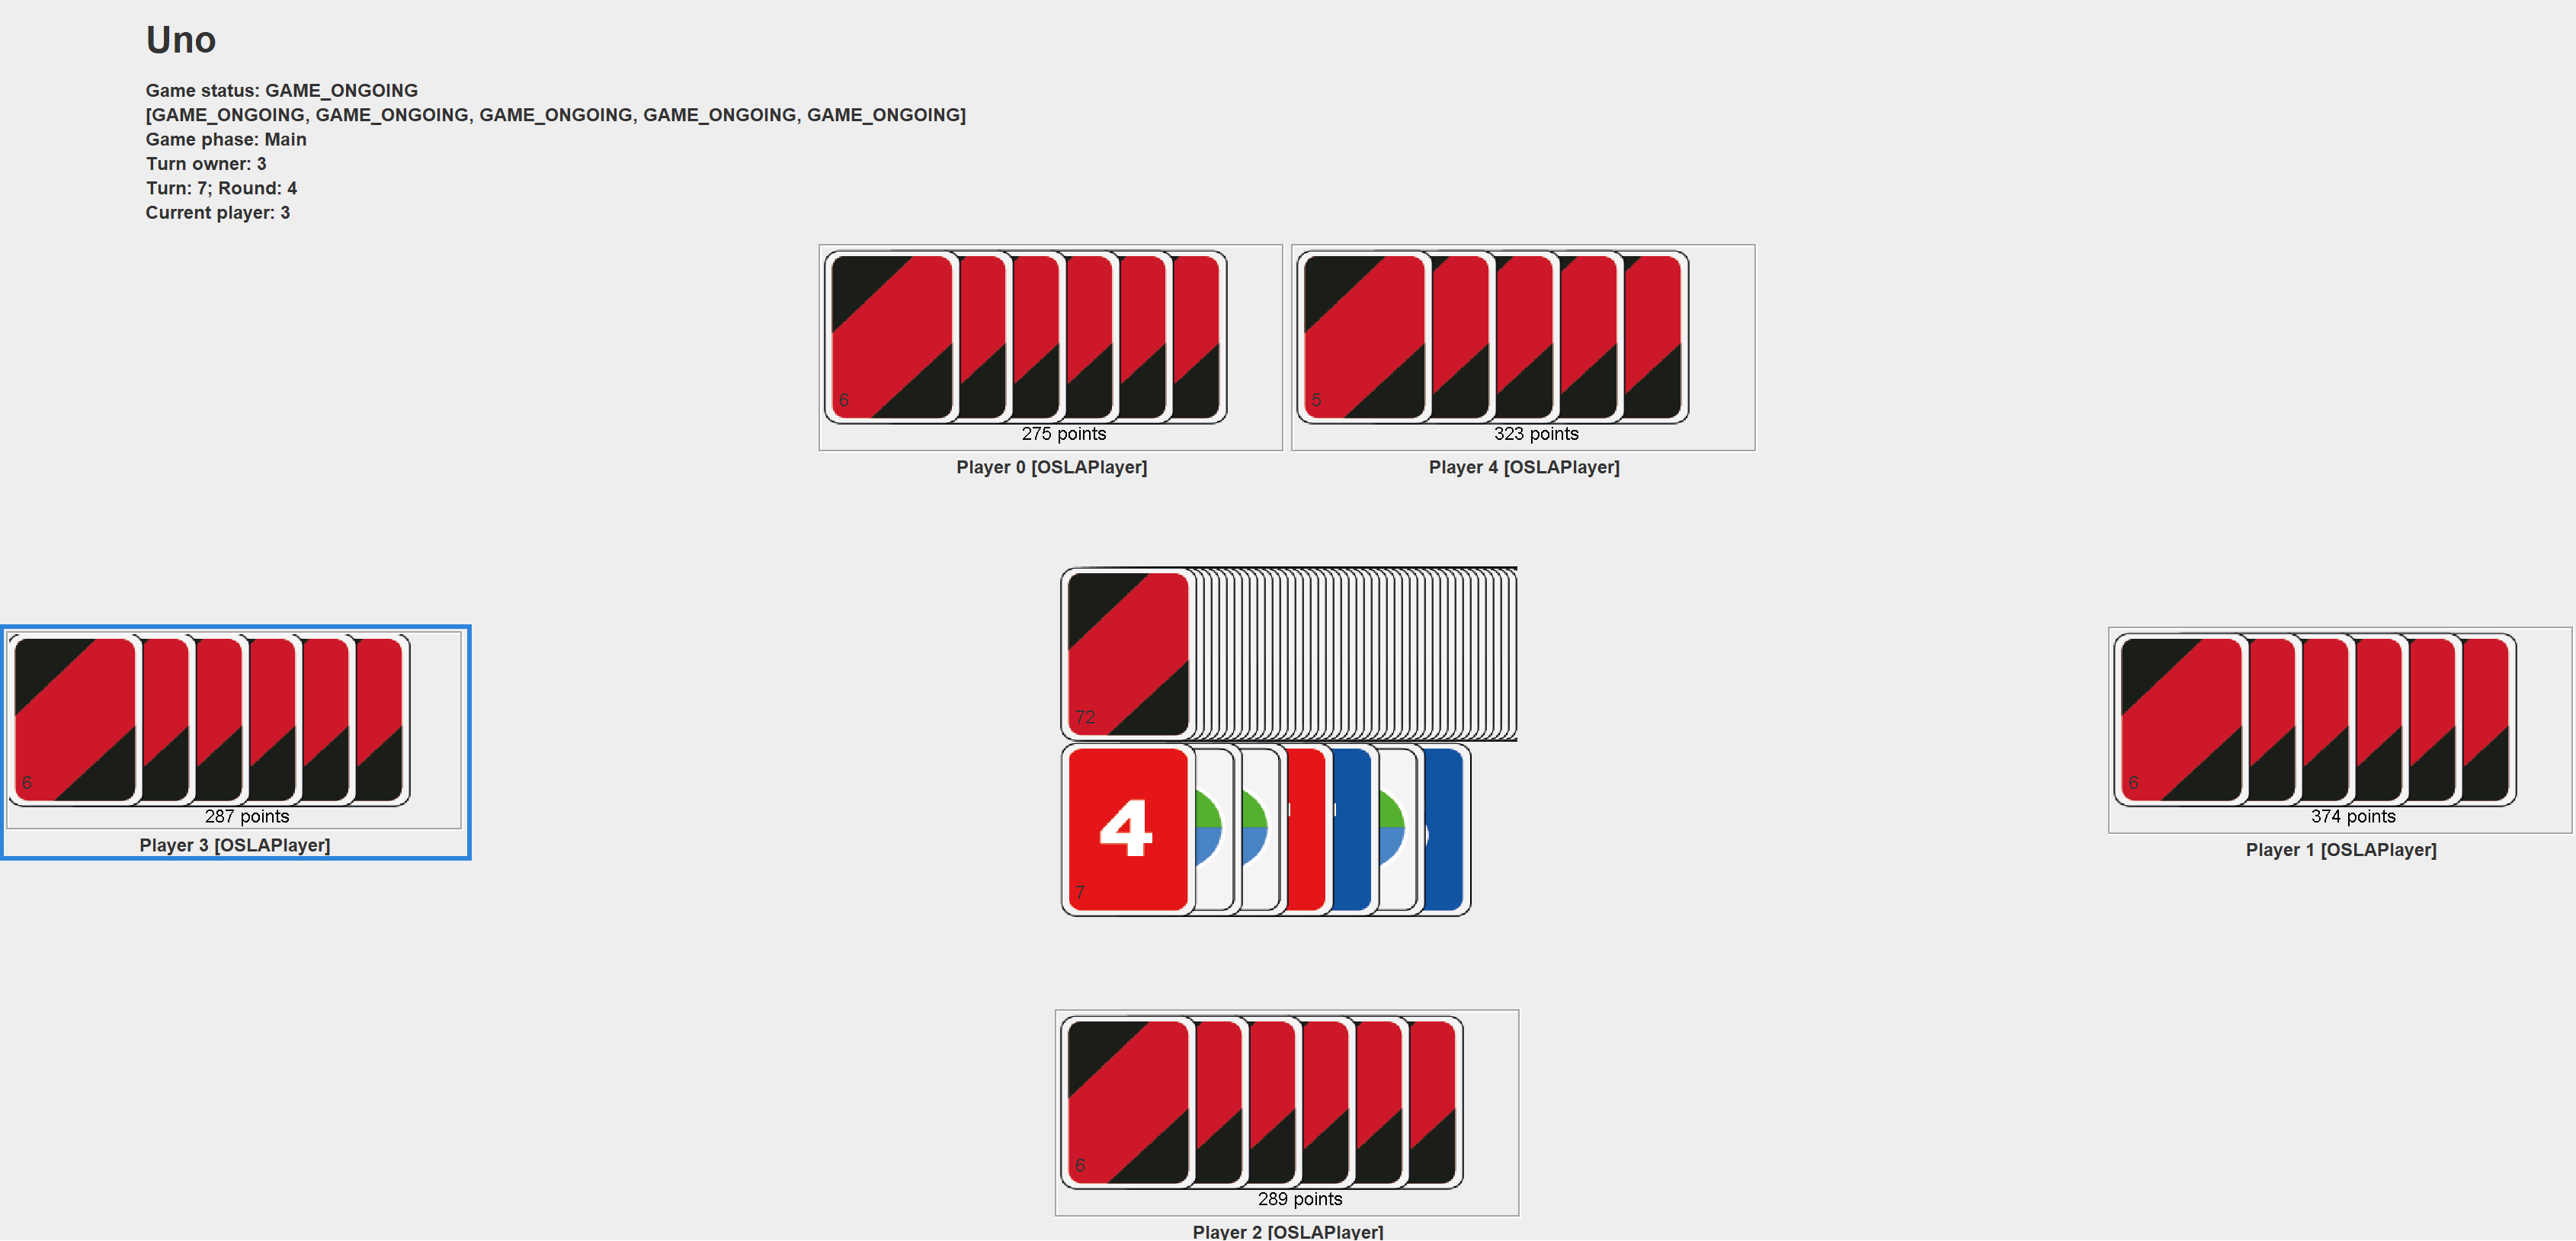 Uno
Game status: GAME_ONGOING
[GAME_ONGOING, GAME_ONGOING, GAME_ONGOING, GAME_ONGOING, GAME_ONGOING]
Game phase: Main
Turn owner: 3
Turn: 7; Round: 4
Current player: 3
6
275 points
Player 0 [OSLAPlayer]
5
323 points
Player 4 [OSLAPlayer]
72
6
287 points
Player 3 [OSLAPlayer]
6
374 points
Player 1 [OSLAPlayer]
4
7
6
289 points
Player 2 [OSLAPlayer]